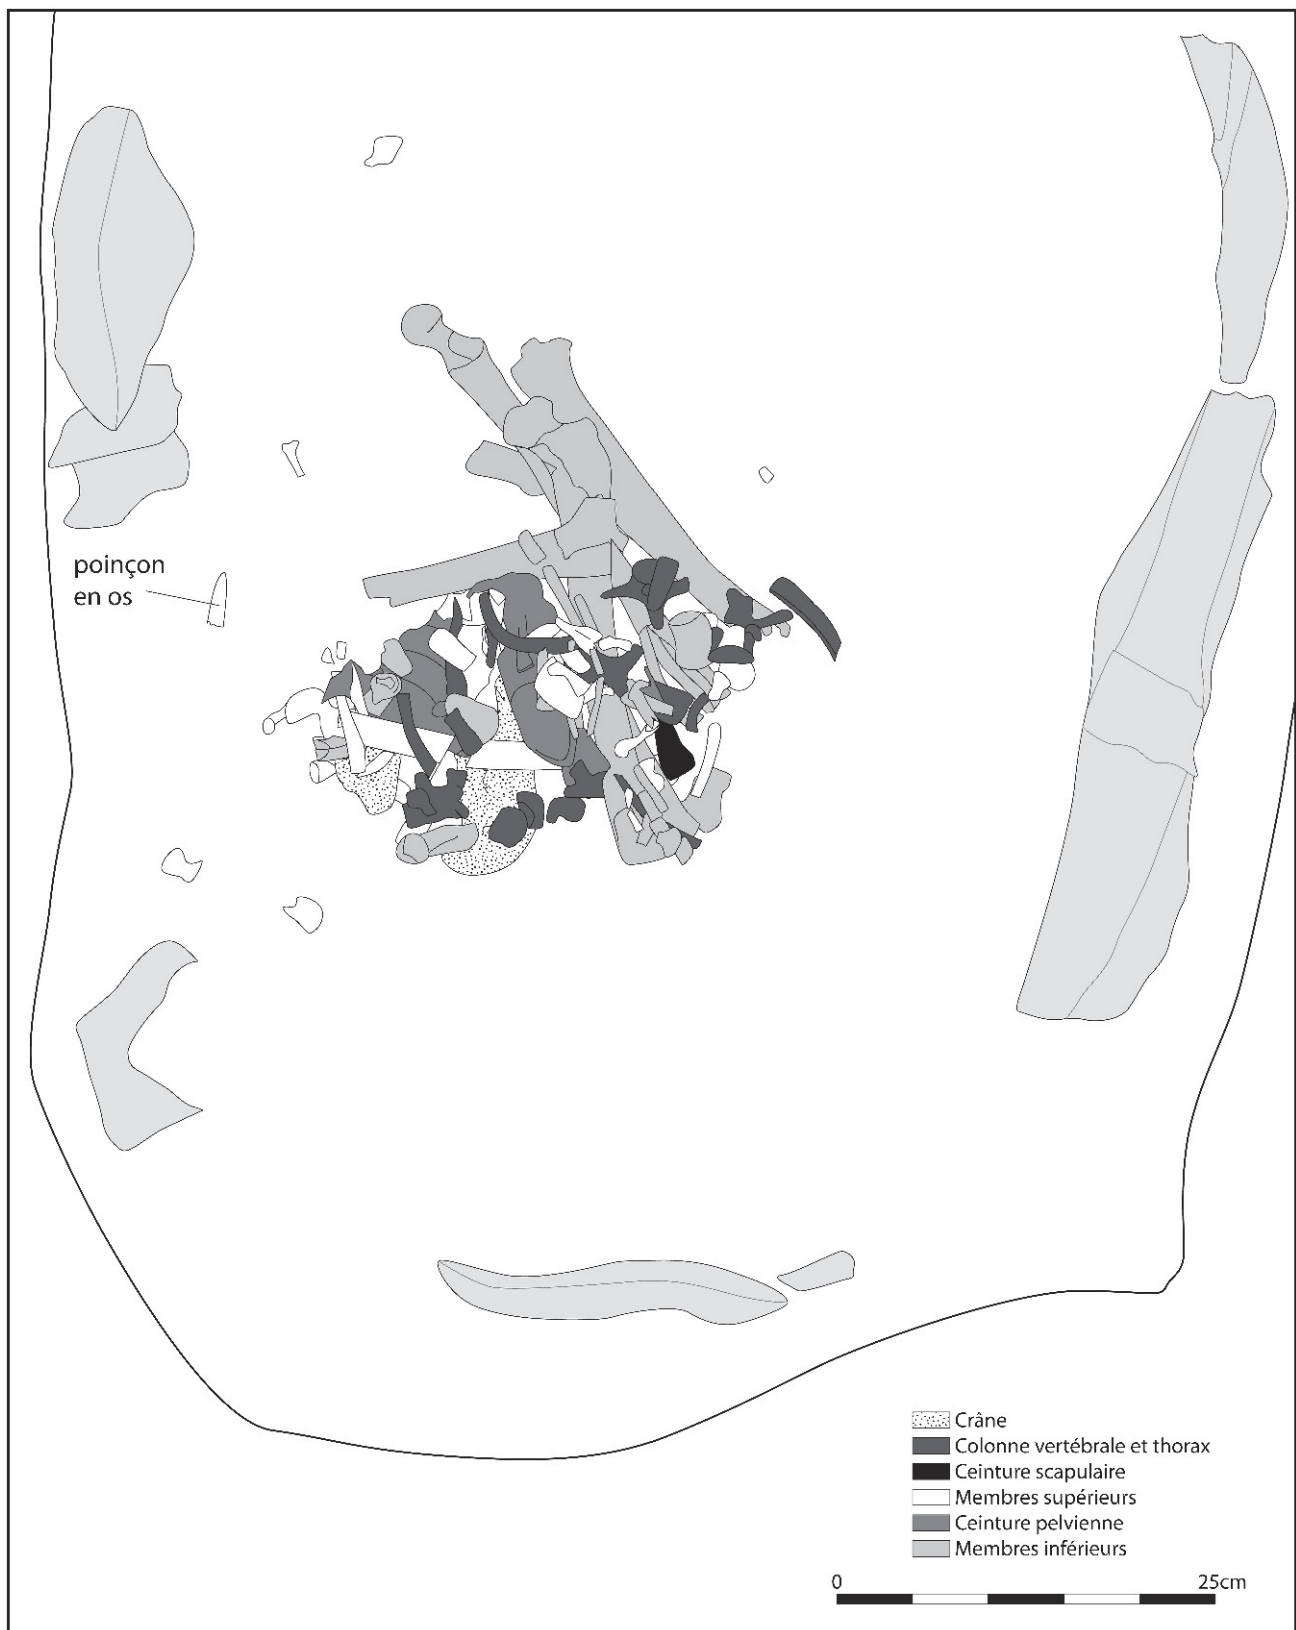 poinçon
en os
Crâne
Colonne vertébrale et thorax
Ceinture scapulaire
Membres supérieurs
Ceinture pelvienne
Membres inférieurs
0 25cm